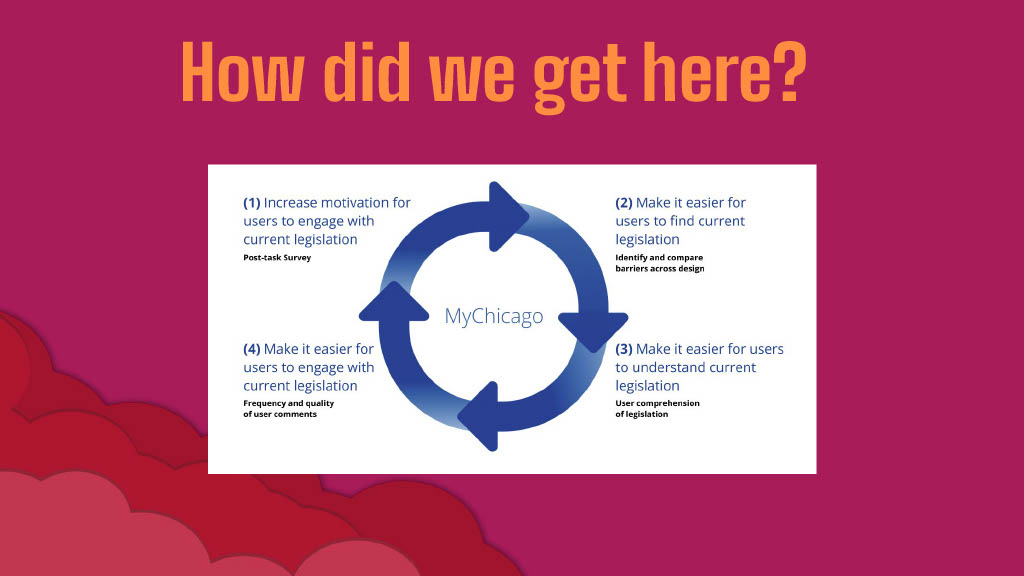 How did we get here?
(1) Increase motivation for
users to engage with
current legislation
Post-task Survey
(2) Make it easier for
users to find current
legislation
Identify and compare
barriers across design
MyChicago
(3) Make it easier for users
to understand current
legislation
User comprehension
of legislation
(4) Make it easier for
users to engage with
current legislation
Frequency and quality
of user comments